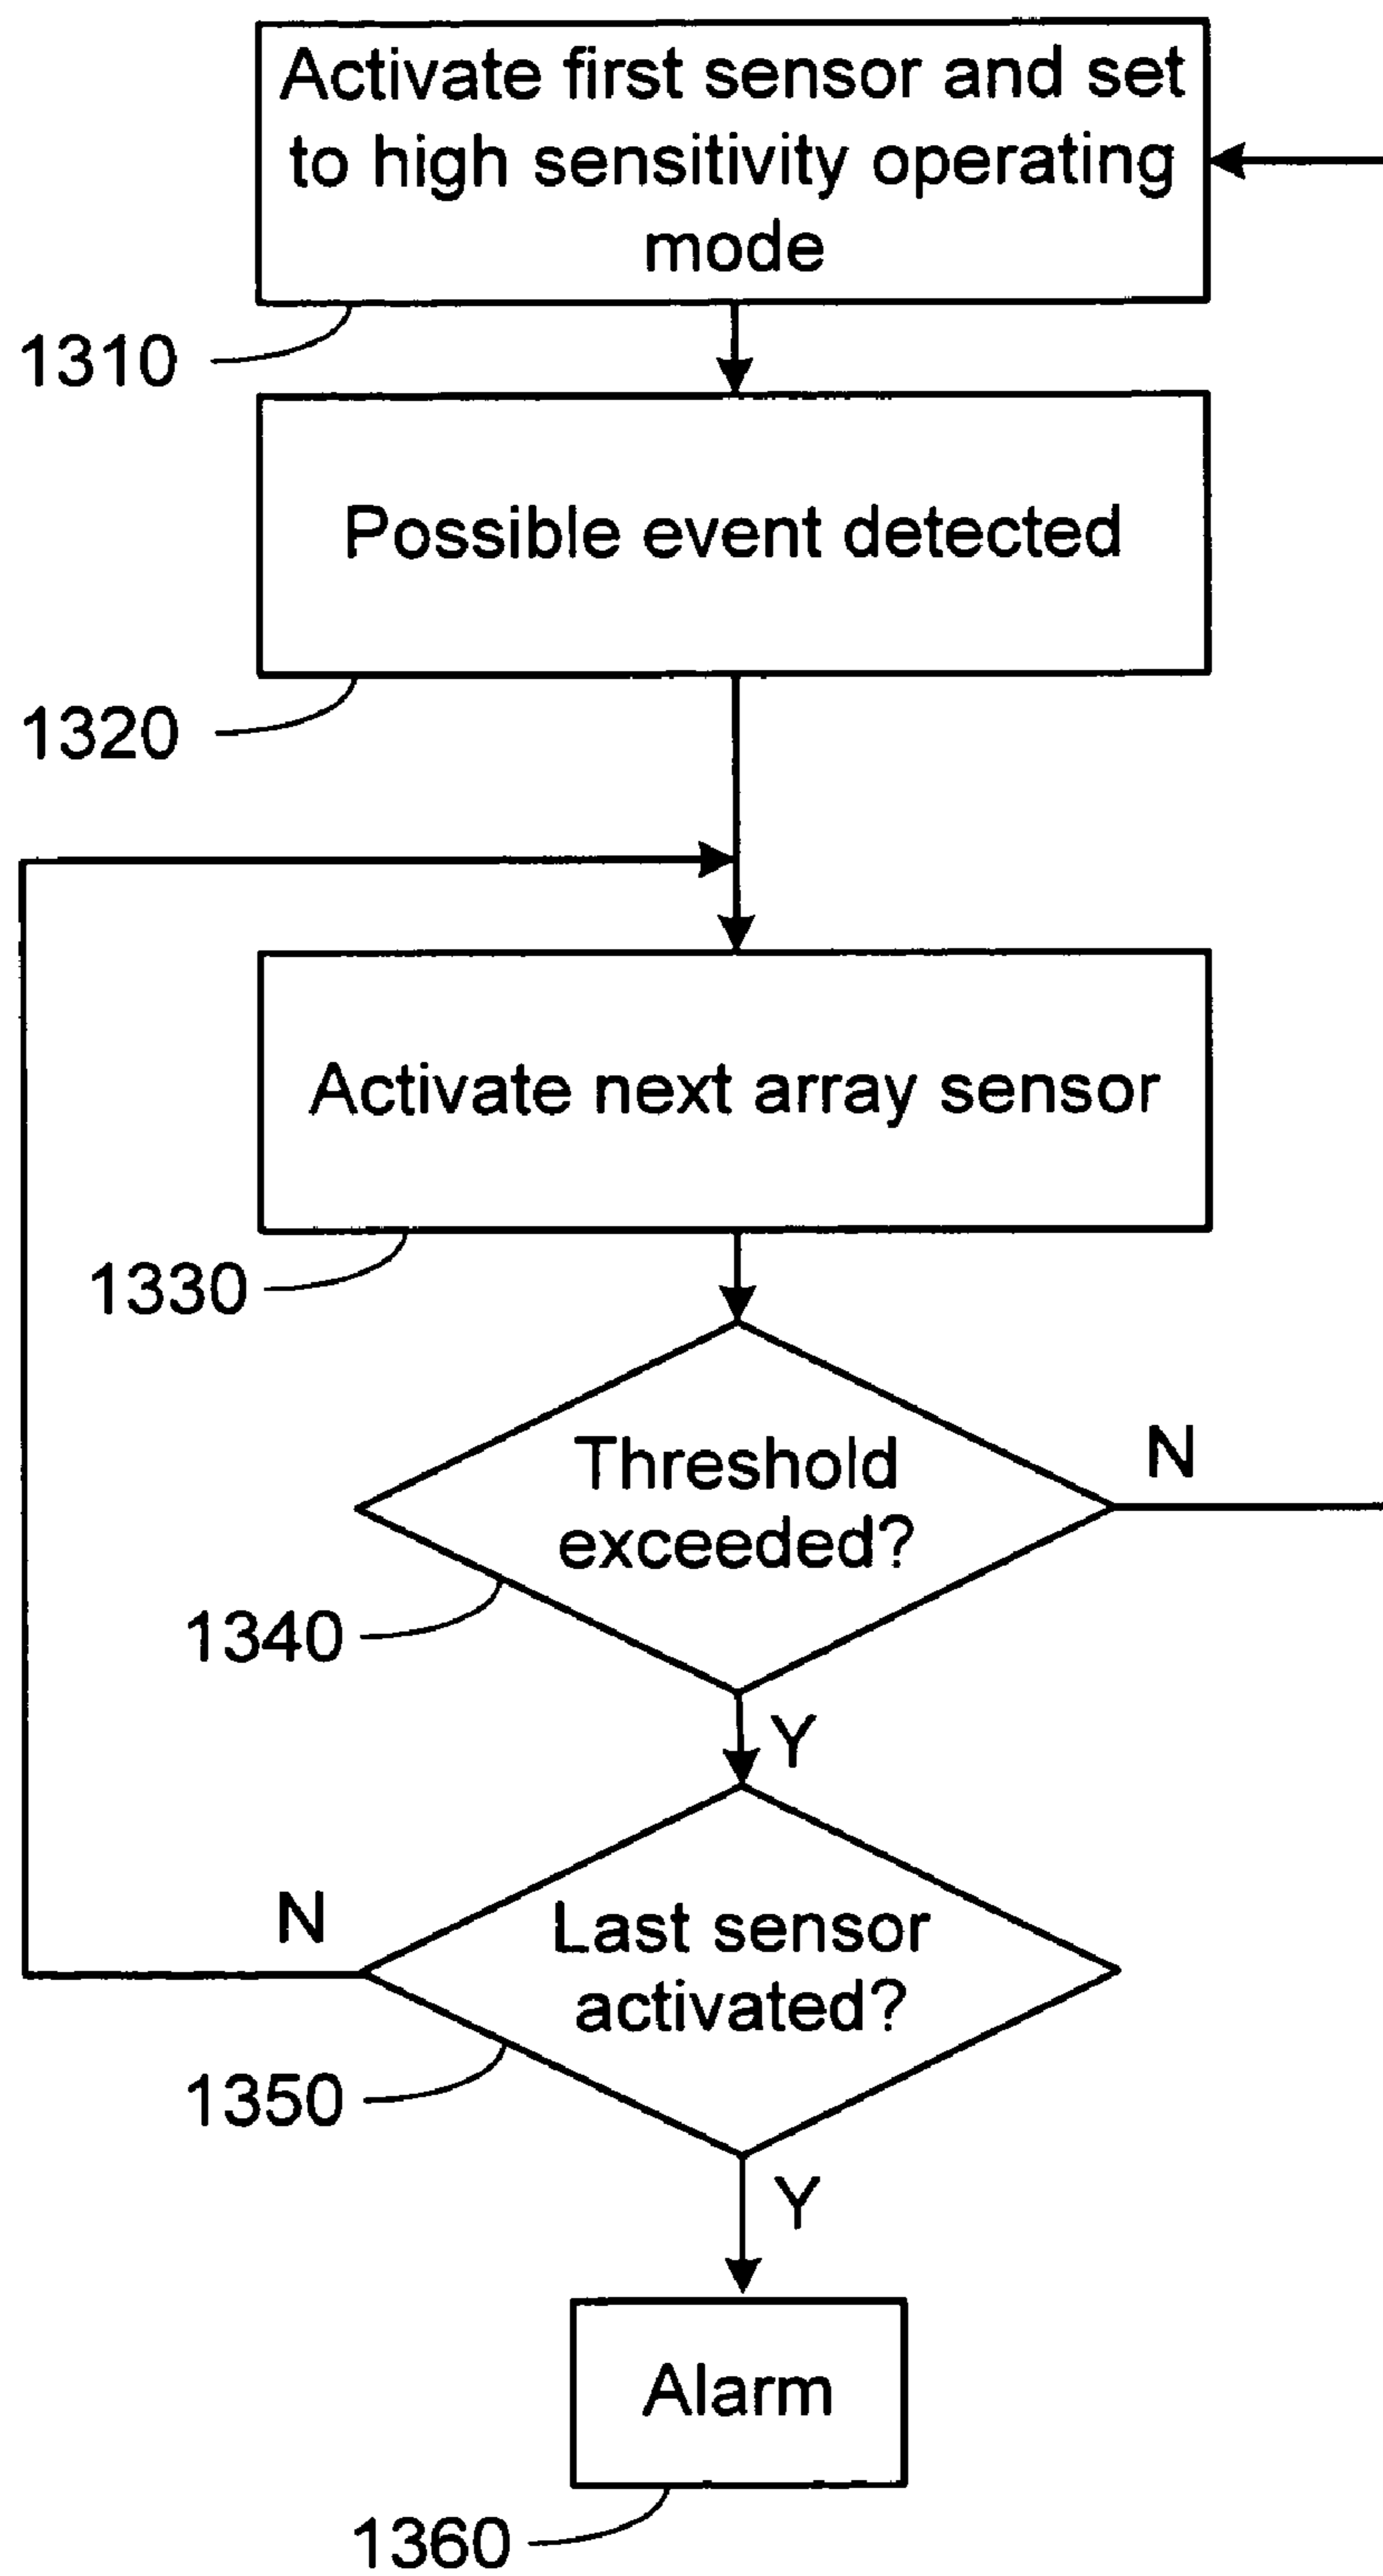 Activate first sensor and set
to high sensitivity operating
mode
1310
Possible event detected
1320
Activate next array sensor
1330
Threshold
exceeded?
N
1340
Y
N
Last sensor
activated?
1350
Y
Alarm
1360